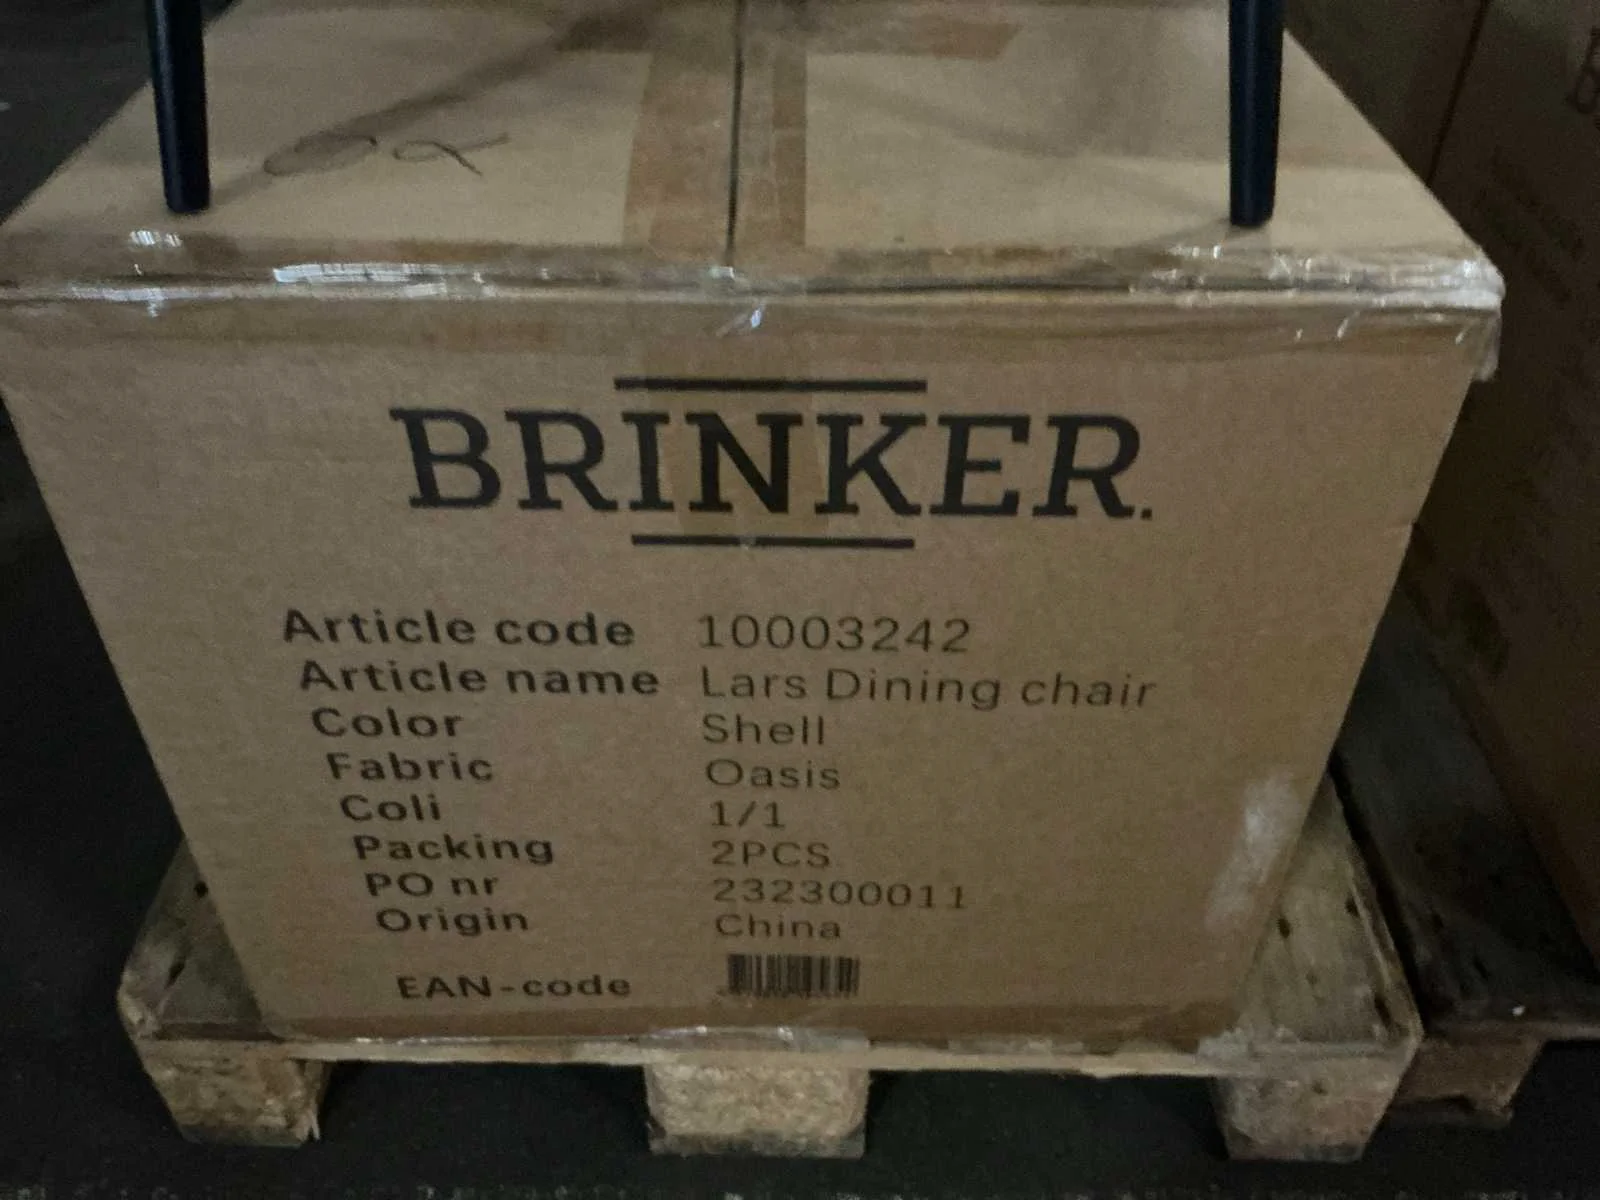 BRINKER.
Article code 10003242
Article name Lars Dining chair
Color Shell
Fabric Oasis
Coli 1/1
Packing 2PCS
PO nr 232300011
Origin China
EAN-code